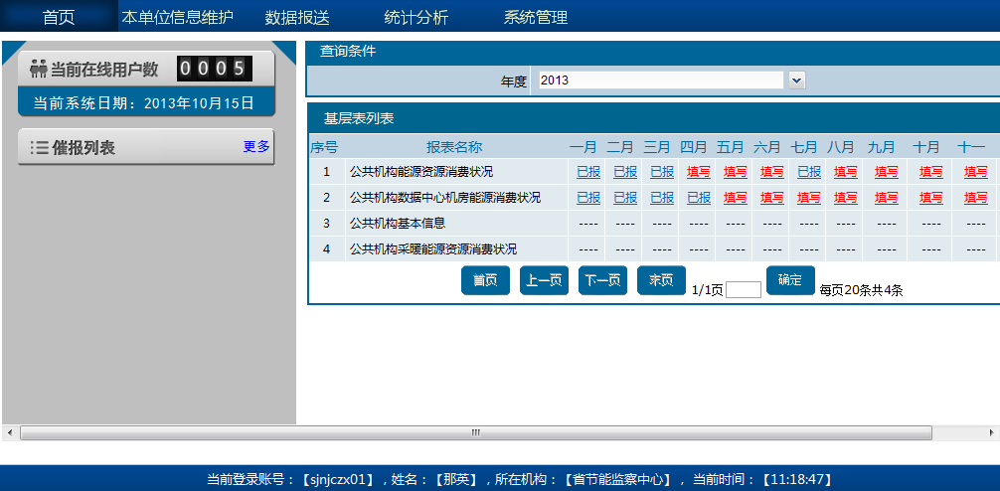 首页 本单位信息维护 数据报送 统计分析 系统管理
当前在线用户数 0005
当前系统日期：2013年10月15日
催报列表 更多
查询条件
年度 2013
基层表列表
序号 报表名称 一月 二月 三月 四月 五月 六月 七月 八月 九月 十月 十一
1 公共机构能源资源消费状况 已报 已报 已报 填写 填写 填写 已报 填写 填写 填写 填写
2 公共机构数据中心机房能源消费状况 已报 已报 已报 已报 填写 填写 填写 填写 填写 填写 填写
3 公共机构基本信息 ---- ---- ---- ---- ---- ---- ---- ---- ---- ---- ----
4 公共机构采暖能源资源消费状况 ---- ---- ---- ---- ---- ---- ---- ---- ---- ---- ----
首页 上一页 下一页 末页 1/1页 确定 每页20条共4条
当前登录账号：【sjnjczx01】，姓名：【那英】，所在机构：【省节能监察中心】， 当前时间：【11:18:47】